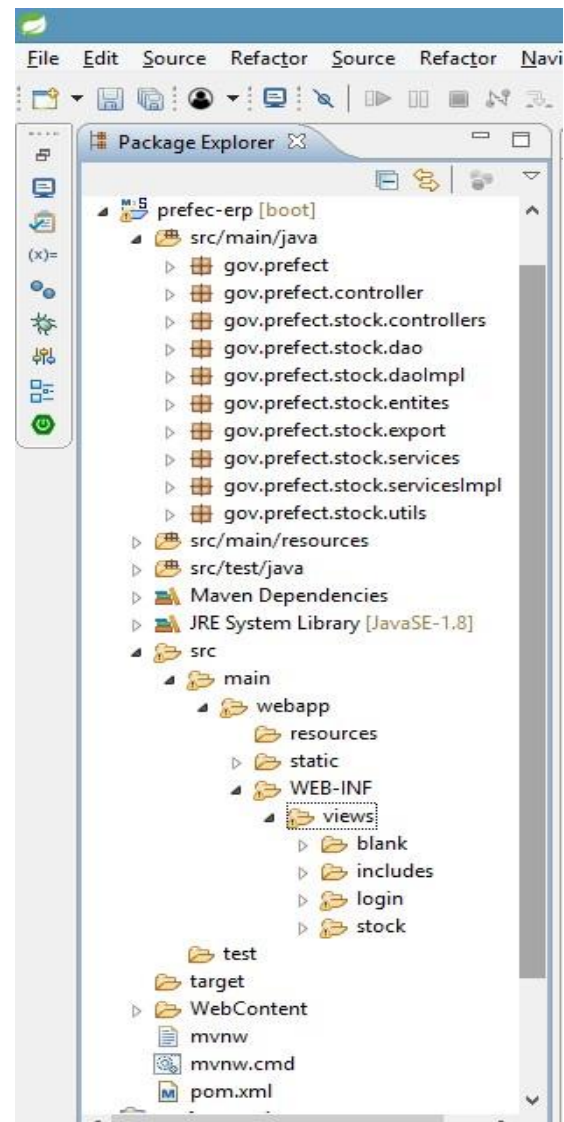 File Edit Source Refactor Source Refactor Navi
Package Explorer
(x)=
prefec-erp [boot]
src/main/java
gov.prefect
gov.prefect.controller
gov.prefect.stock.controllers
gov.prefect.stock.dao
gov.prefect.stock.daoImpl
gov.prefect.stock.entites
gov.prefect.stock.export
gov.prefect.stock.services
gov.prefect.stock.servicesImpl
gov.prefect.stock.utils
src/main/resources
src/test/java
Maven Dependencies
JRE System Library [JavaSE-1.8]
src
main
webapp
resources
static
WEB-INF
views
blank
includes
login
stock
test
target
WebContent
mvnw
mvnw.cmd
pom.xml